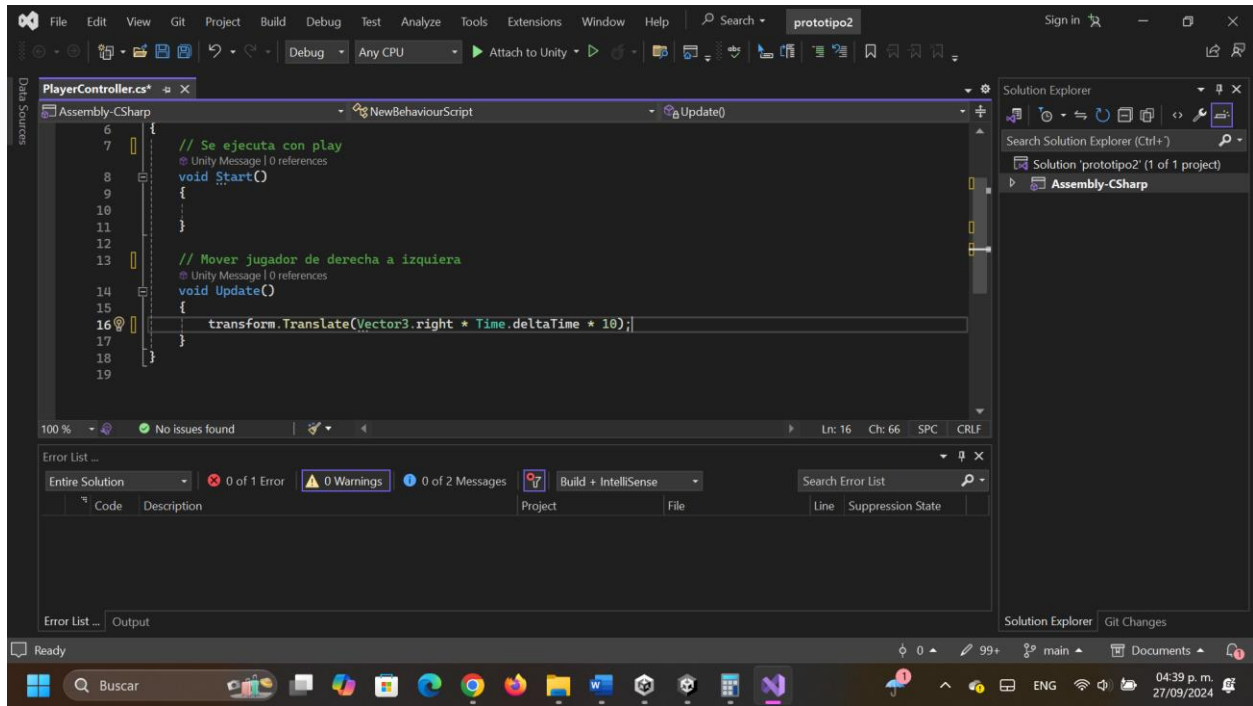 File Edit View Git Project Build Debug Test Analyze Tools Extensions Window Help Search prototipo2 Sign in
Debug Any CPU Attach to Unity
Data Sources
PlayerController.cs*
Assembly-CSharp NewBehaviourScript Update()
6 {
7 // Se ejecuta con play
Unity Message | 0 references
8 void Start()
9 {
10
11 }
12
13 // Mover jugador de derecha a izquiera
Unity Message | 0 references
14 void Update()
15 {
16 transform.Translate(Vector3.right * Time.deltaTime * 10);
17 }
18 }
19
100 % No issues found Ln: 16 Ch: 66 SPC CRLF
Error List ...
Entire Solution 0 of 1 Error 0 Warnings 0 of 2 Messages Build + IntelliSense Search Error List
Code Description Project File Line Suppression State
Error List ... Output
Solution Explorer
Search Solution Explorer (Ctrl+´)
Solution 'prototipo2' (1 of 1 project)
Assembly-CSharp
Solution Explorer Git Changes
Ready 0 99+ main Documents 1
Buscar 1 ENG 04:39 p. m.
27/09/2024